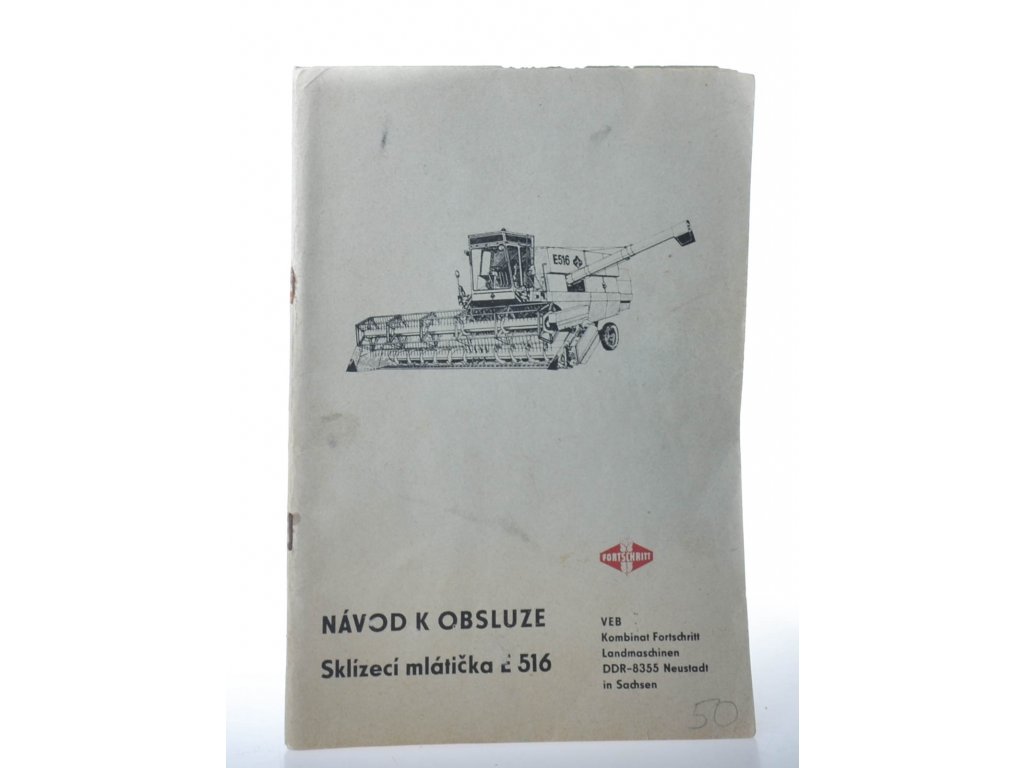 E516
FORTSCHRITT
NÁVOD K OBSLUZE
Sklízecí mlátička E 516
VEB
Kombinat Fortschritt
Landmaschinen
DDR-8355 Neustadt
in Sachsen
50